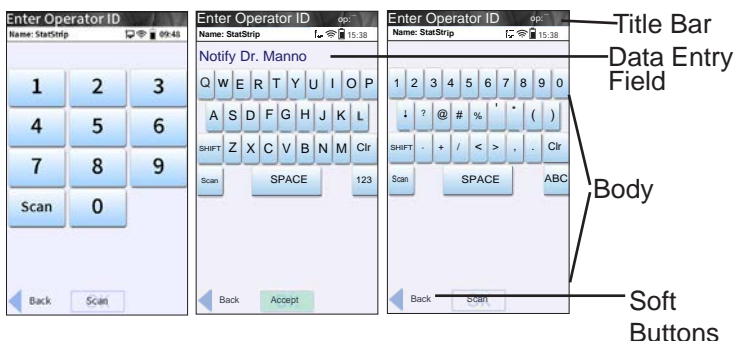 Enter Operator ID
Name: StatStrip 09:48
1 2 3
4 5 6
7 8 9
Scan 0
Back Scan
Enter Operator ID op:
Name: StatStrip 15:38
Notify Dr. Manno
Q W E R T Y U I O P
A S D F G H J K L
SHIFT Z X C V B N M Clr
Scan SPACE 123
Back Accept
Enter Operator ID op:
Name: StatStrip 15:38
1 2 3 4 5 6 7 8 9 0
! ? @ # % ' " ( )
SHIFT - + / < > , . Clr
Scan SPACE ABC
Back Scan
Title Bar
Data Entry
Field
Body
Soft
Buttons